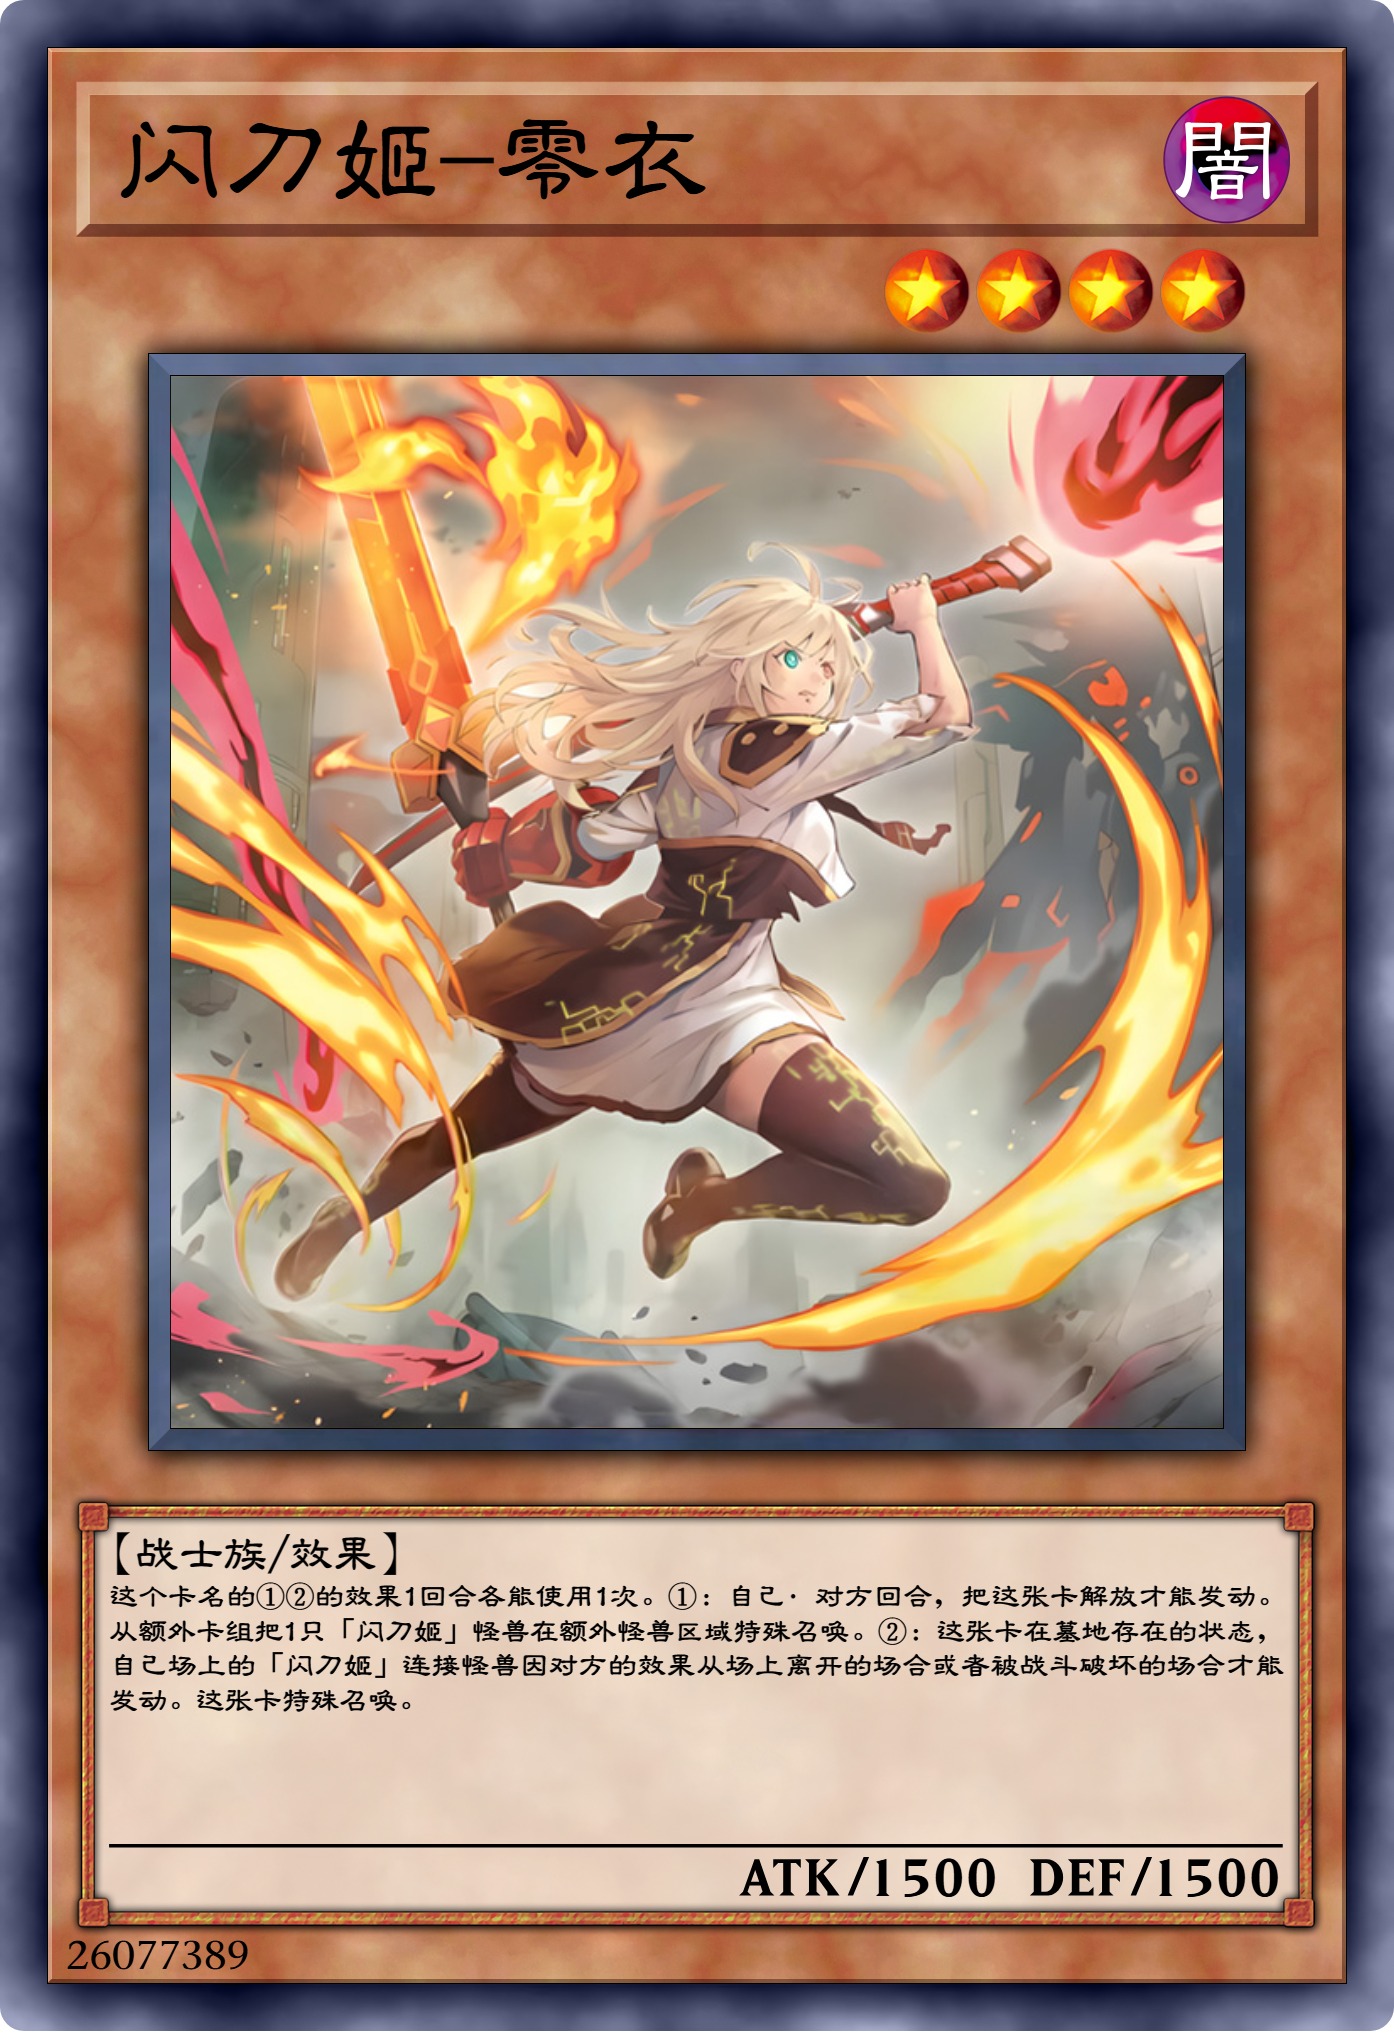 闪刀姬-零衣
闇
【战士族/效果】
这个卡名的①②的效果1回合各能使用1次。①：自己·对方回合，把这张卡解放才能发动。
从额外卡组把1只「闪刀姬」怪兽在额外怪兽区域特殊召唤。②：这张卡在墓地存在的状态，
自己场上的「闪刀姬」连接怪兽因对方的效果从场上离开的场合或者被战斗破坏的场合才能
发动。这张卡特殊召唤。
ATK/1500 DEF/1500
26077389